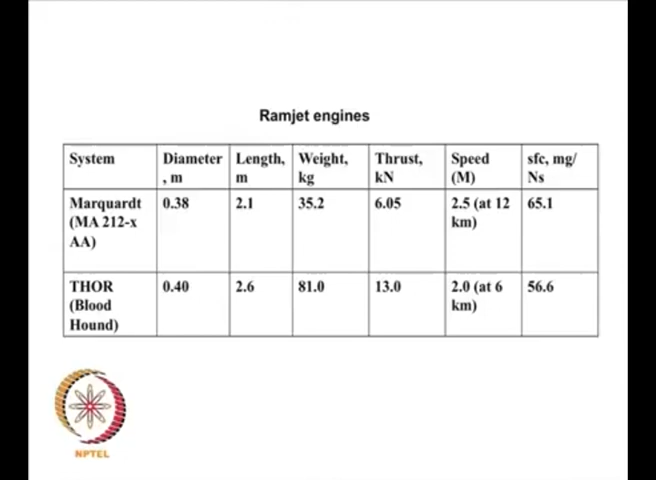 Ramjet engines
System Diameter, m Length, m Weight, kg Thrust, kN Speed (M) sfc, mg/Ns
Marquardt (MA 212-x AA) 0.38 2.1 35.2 6.05 2.5 (at 12 km) 65.1
THOR (Blood Hound) 0.40 2.6 81.0 13.0 2.0 (at 6 km) 56.6
NPTEL